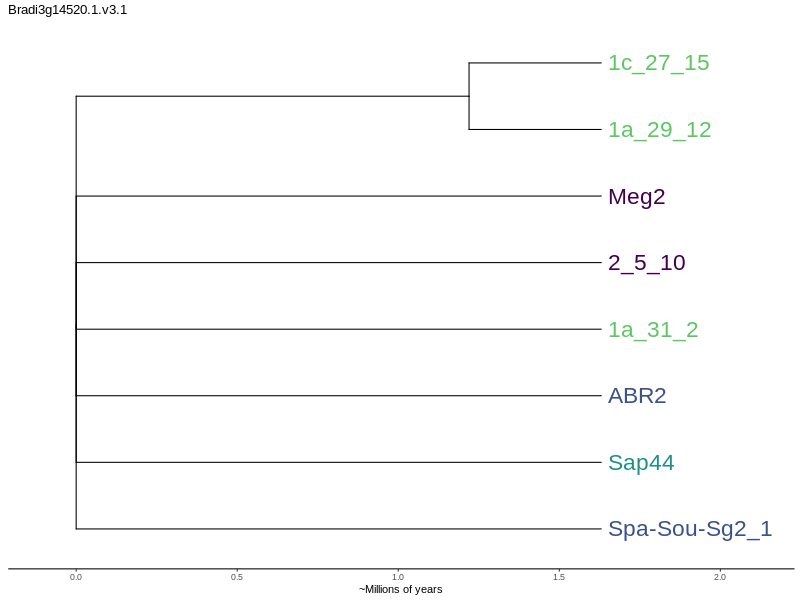 Bradi3g14520.1.v3.1
1c_27_15
1a_29_12
Meg2
2_5_10
1a_31_2
ABR2
Sap44
Spa-Sou-Sg2_1
0.0 0.5 1.0 1.5 2.0
~Millions of years